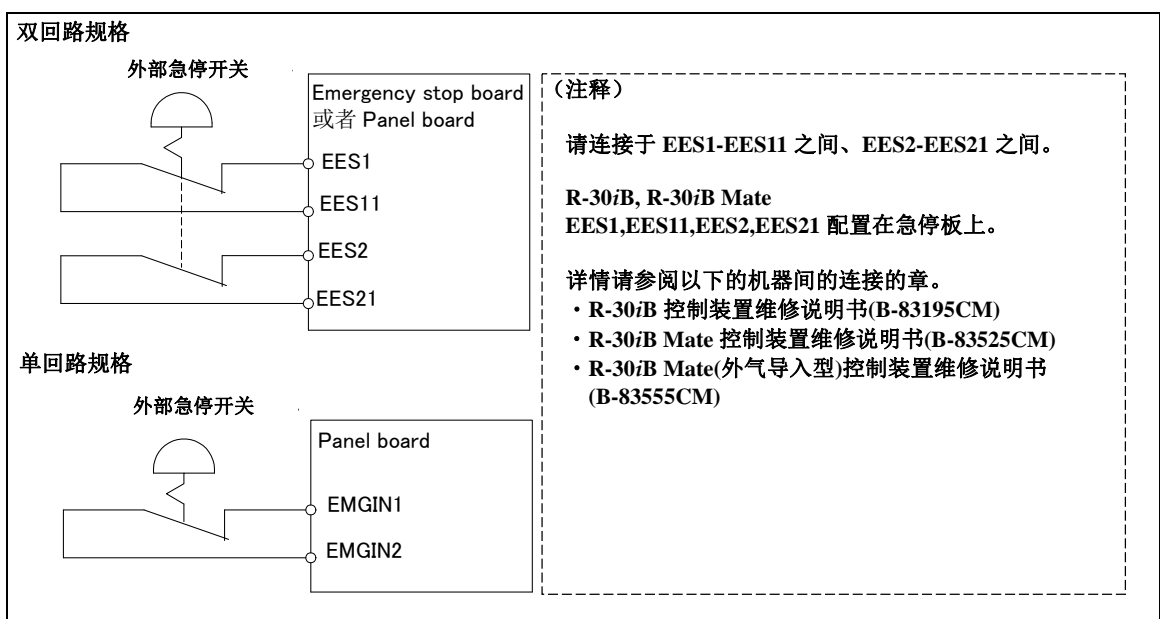 双回路规格
外部急停开关
Emergency stop board
或者 Panel board
EES1
EES11
EES2
EES21
单回路规格
外部急停开关
Panel board
EMGIN1
EMGIN2
（注释）
请连接于 EES1-EES11 之间、EES2-EES21 之间。
R-30iB, R-30iB Mate
EES1,EES11,EES2,EES21 配置在急停板上。
详情请参阅以下的机器间的连接的章。
・R-30iB 控制装置维修说明书(B-83195CM)
・R-30iB Mate 控制装置维修说明书(B-83525CM)
・R-30iB Mate(外气导入型)控制装置维修说明书
(B-83555CM)